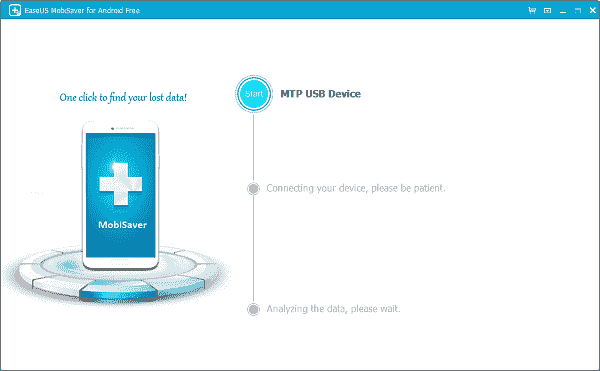 EaseUS MobiSaver for Android Free
One click to find your lost data!
Start
MTP USB Device
MobiSaver
Connecting your device, please be patient.
Analyzing the data, please wait.